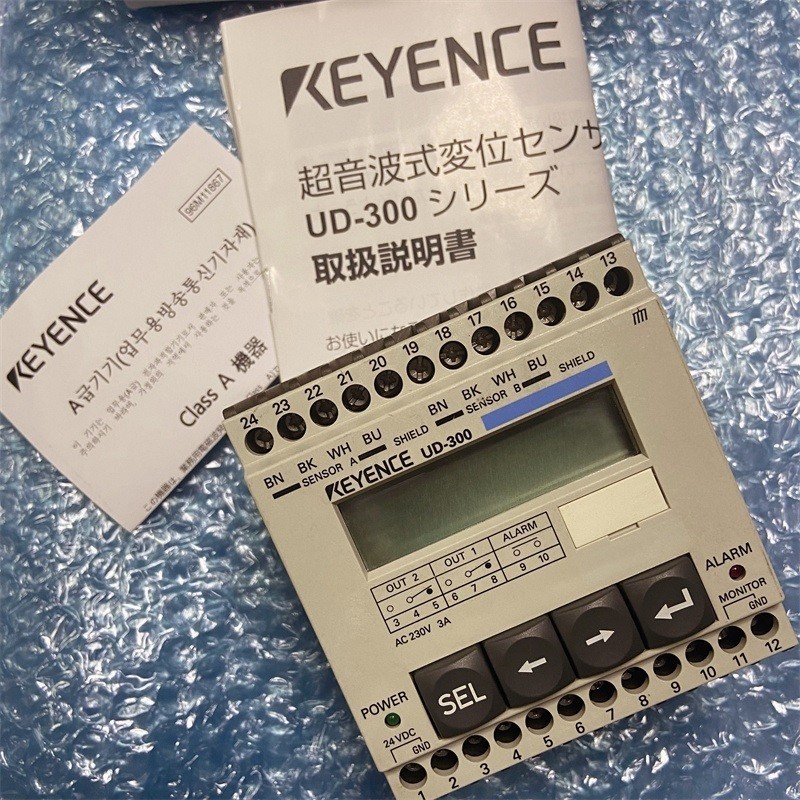 KEYENCE
超音波式変位センサ
UD-300 シリーズ
取扱説明書
96M11867
KEYENCE
A급기기(업무용방송통신기자재)
Class A 機器
24 23 22 21 20 19 18 17 16 15 14 13
BN BK WH BU SHIELD
SENSOR A
BN BK WH BU SHIELD
SENSOR B
KEYENCE UD-300
OUT 2 OUT 1 ALARM
3 4 5 6 7 8 9 10
AC 230V 3A
ALARM
MONITOR
GND
SEL ← → ↵
POWER
24 VDC
GND
1 2 3 4 5 6 7 8 9 10 11 12